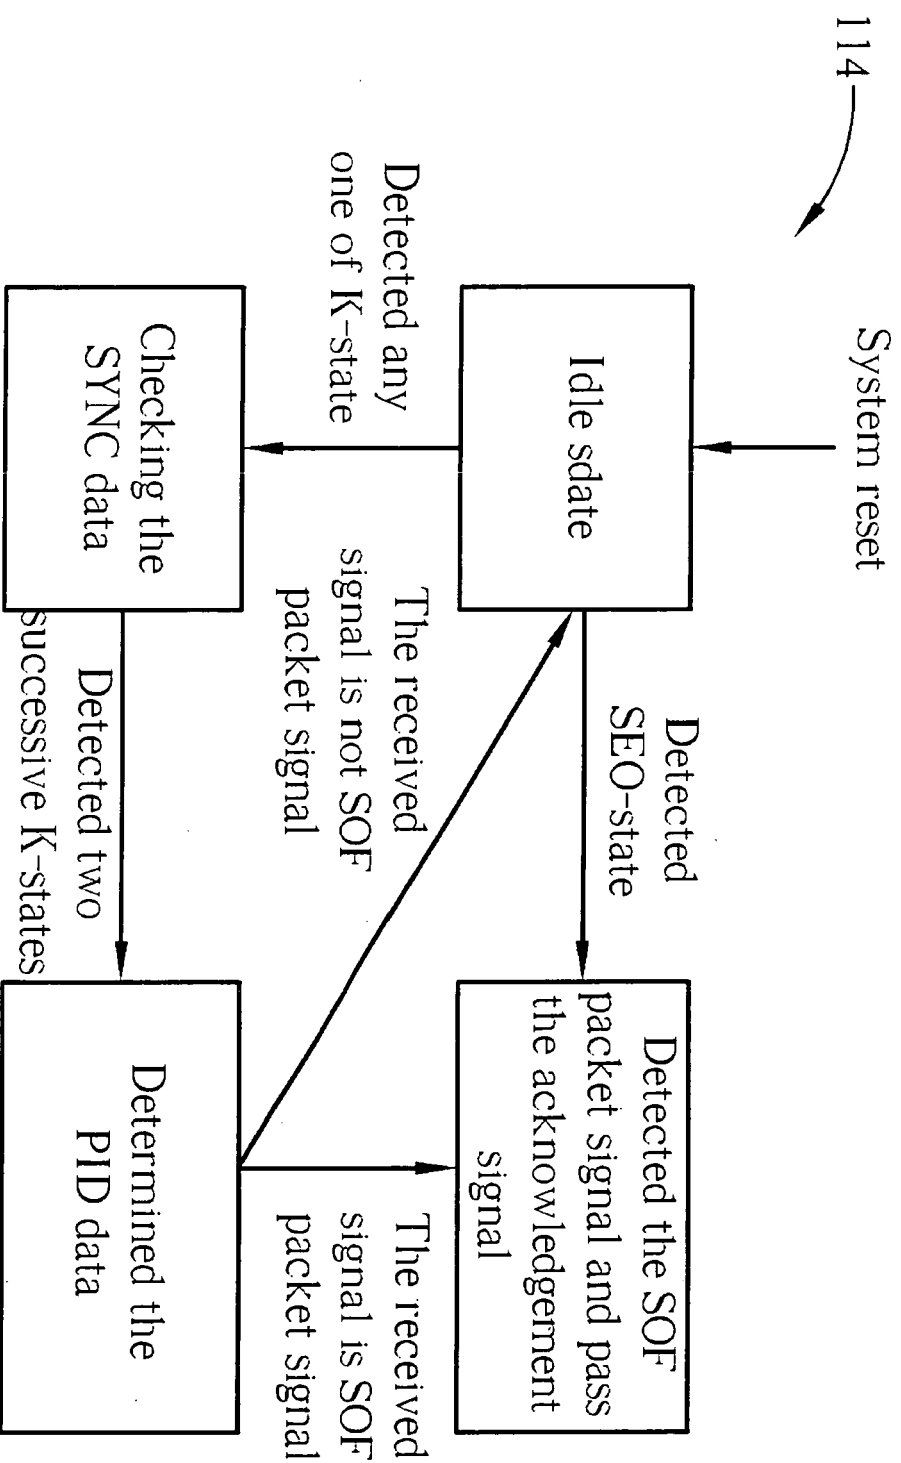 114
System reset
Idle sdate
Detected
SEO-state
Detected the SOF
packet signal and pass
the acknowledgement
signal
Detected any
one of K-state
The received
signal is not SOF
packet signal
The received
signal is SOF
packet signal
Checking the
SYNC data
Detected two
successive K-states
Determined the
PID data